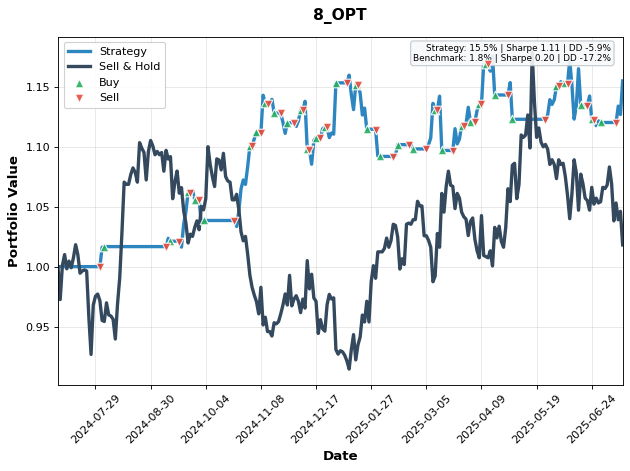 8_OPT
Strategy: 15.5% | Sharpe 1.11 | DD -5.9%
Benchmark: 1.8% | Sharpe 0.20 | DD -17.2%
Strategy
Sell & Hold
Buy
Sell
Portfolio Value
1.15
1.10
1.05
1.00
0.95
2024-07-29
2024-08-30
2024-10-04
2024-11-08
2024-12-17
2025-01-27
2025-03-05
2025-04-09
2025-05-19
2025-06-24
Date